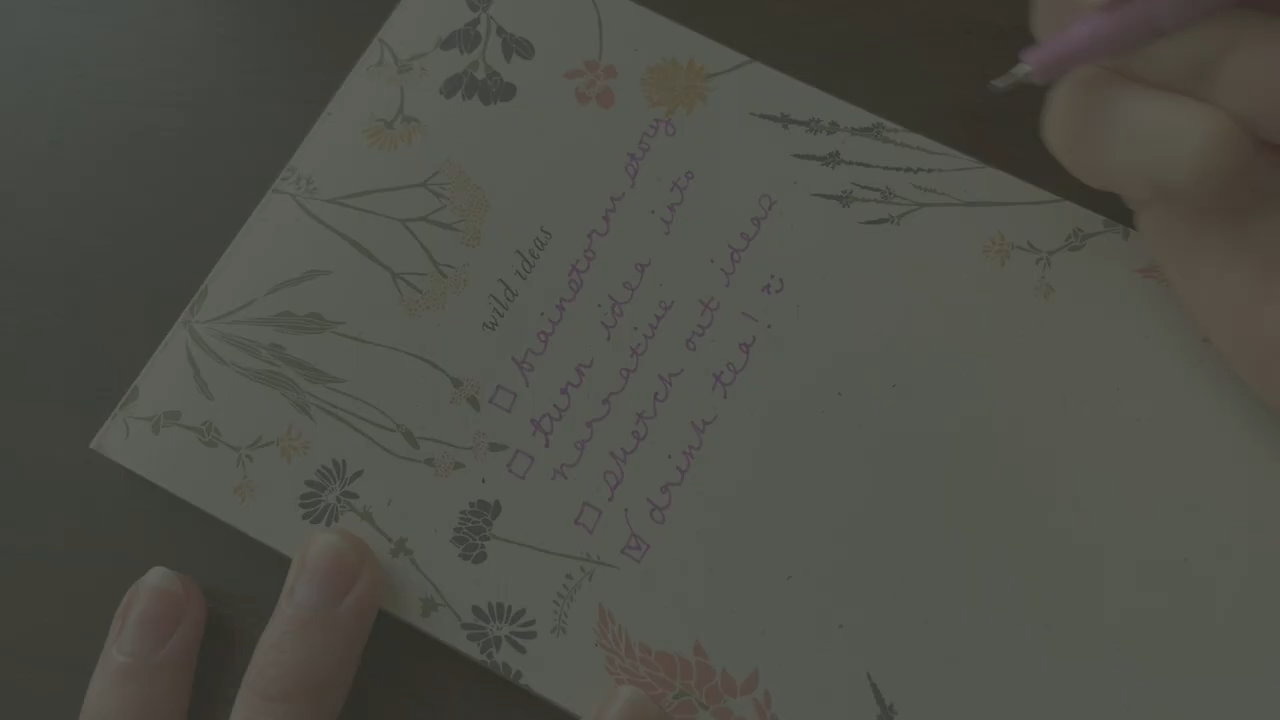 wild ideas
☐ brainstorm story
☐ turn idea into
narrative
☐ sketch out ideas
☑ drink tea! :)